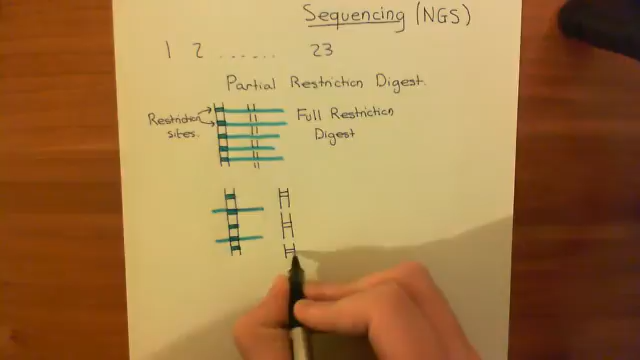 Sequencing (NGS)
1 2 ....... 23
Partial Restriction Digest.
Restriction sites.
Full Restriction
Digest